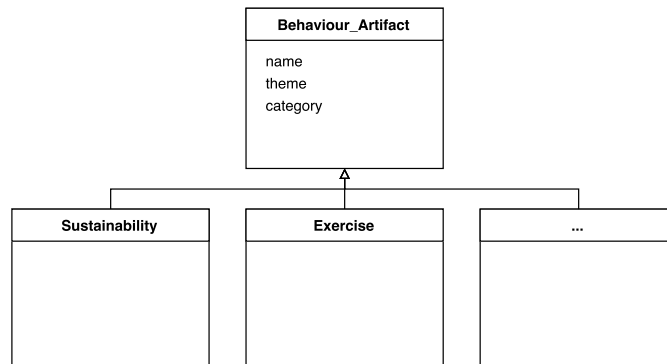 Behaviour_Artifact
name
theme
category
Sustainability
Exercise
...